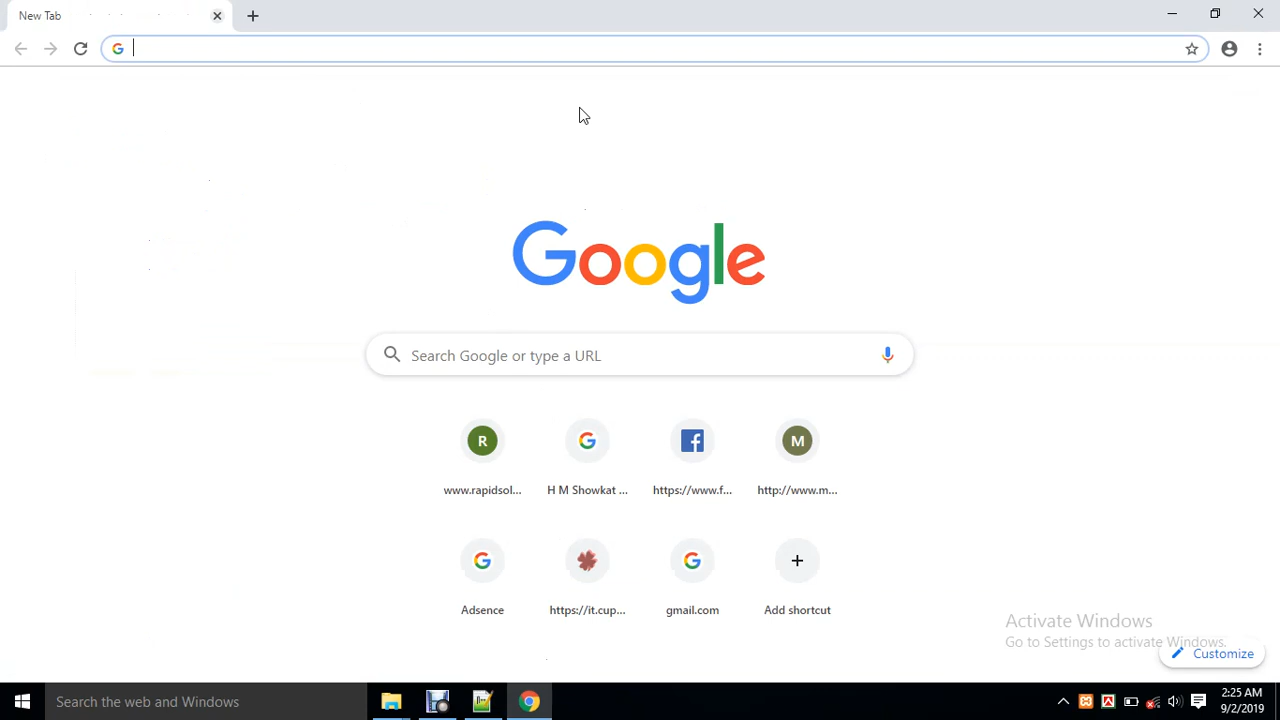 New Tab
Google
Search Google or type a URL
R
M
www.rapidsol...
H M Showkat ...
https://www.f...
http://www.m...
Adsence
https://it.cup...
gmail.com
Add shortcut
Activate Windows
Go to Settings to activate Windows.
Customize
Search the web and Windows
2:25 AM
9/2/2019